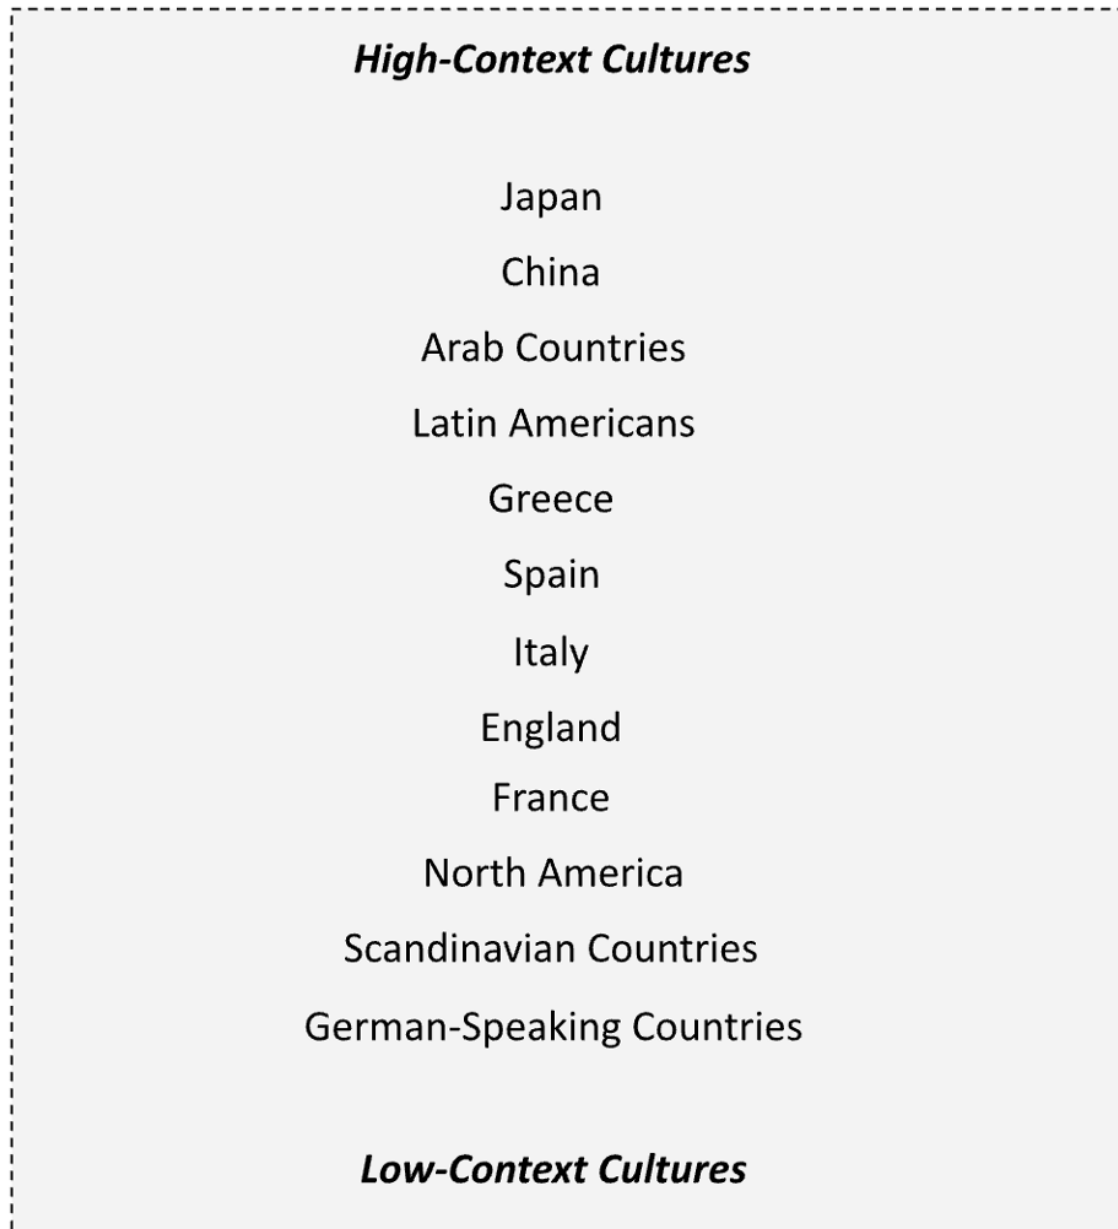 High-Context Cultures
Japan
China
Arab Countries
Latin Americans
Greece
Spain
Italy
England
France
North America
Scandinavian Countries
German-Speaking Countries
Low-Context Cultures